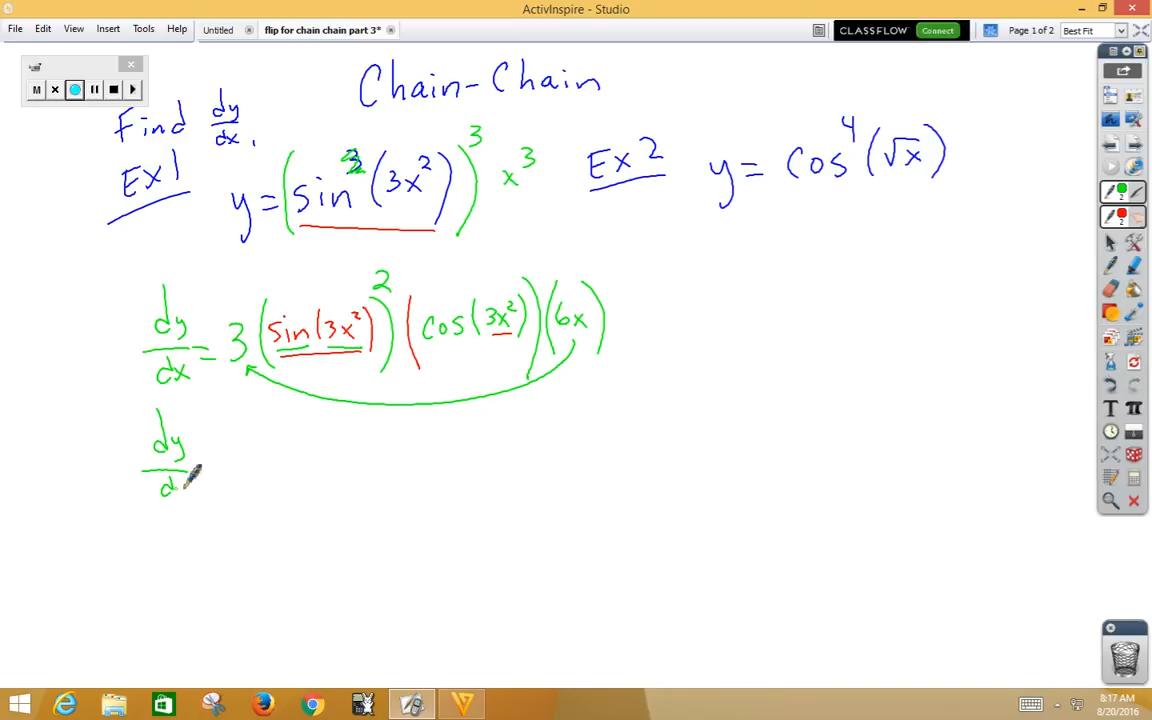 ActivInspire - Studio
File Edit View Insert Tools Help
Untitled
flip for chain chain part 3*
CLASSFLOW Connect
Page 1 of 2
Best Fit
M
Chain-Chain
Find dy/dx.
Ex 1 y = (sin (3x²))³ x³
Ex 2 y = cos⁴(√x)
dy/dx = 3(sin(3x²))² (cos(3x²))(6x)
dy/d
2
2
T π
8:17 AM
8/20/2016